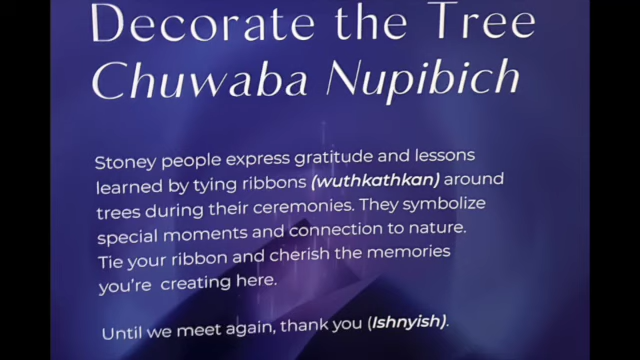 Decorate the Tree
Chuwaba Nupibich
Stoney people express gratitude and lessons
learned by tying ribbons (wuthkathkan) around
trees during their ceremonies. They symbolize
special moments and connection to nature.
Tie your ribbon and cherish the memories
you're creating here.
Until we meet again, thank you (Ishnyish).